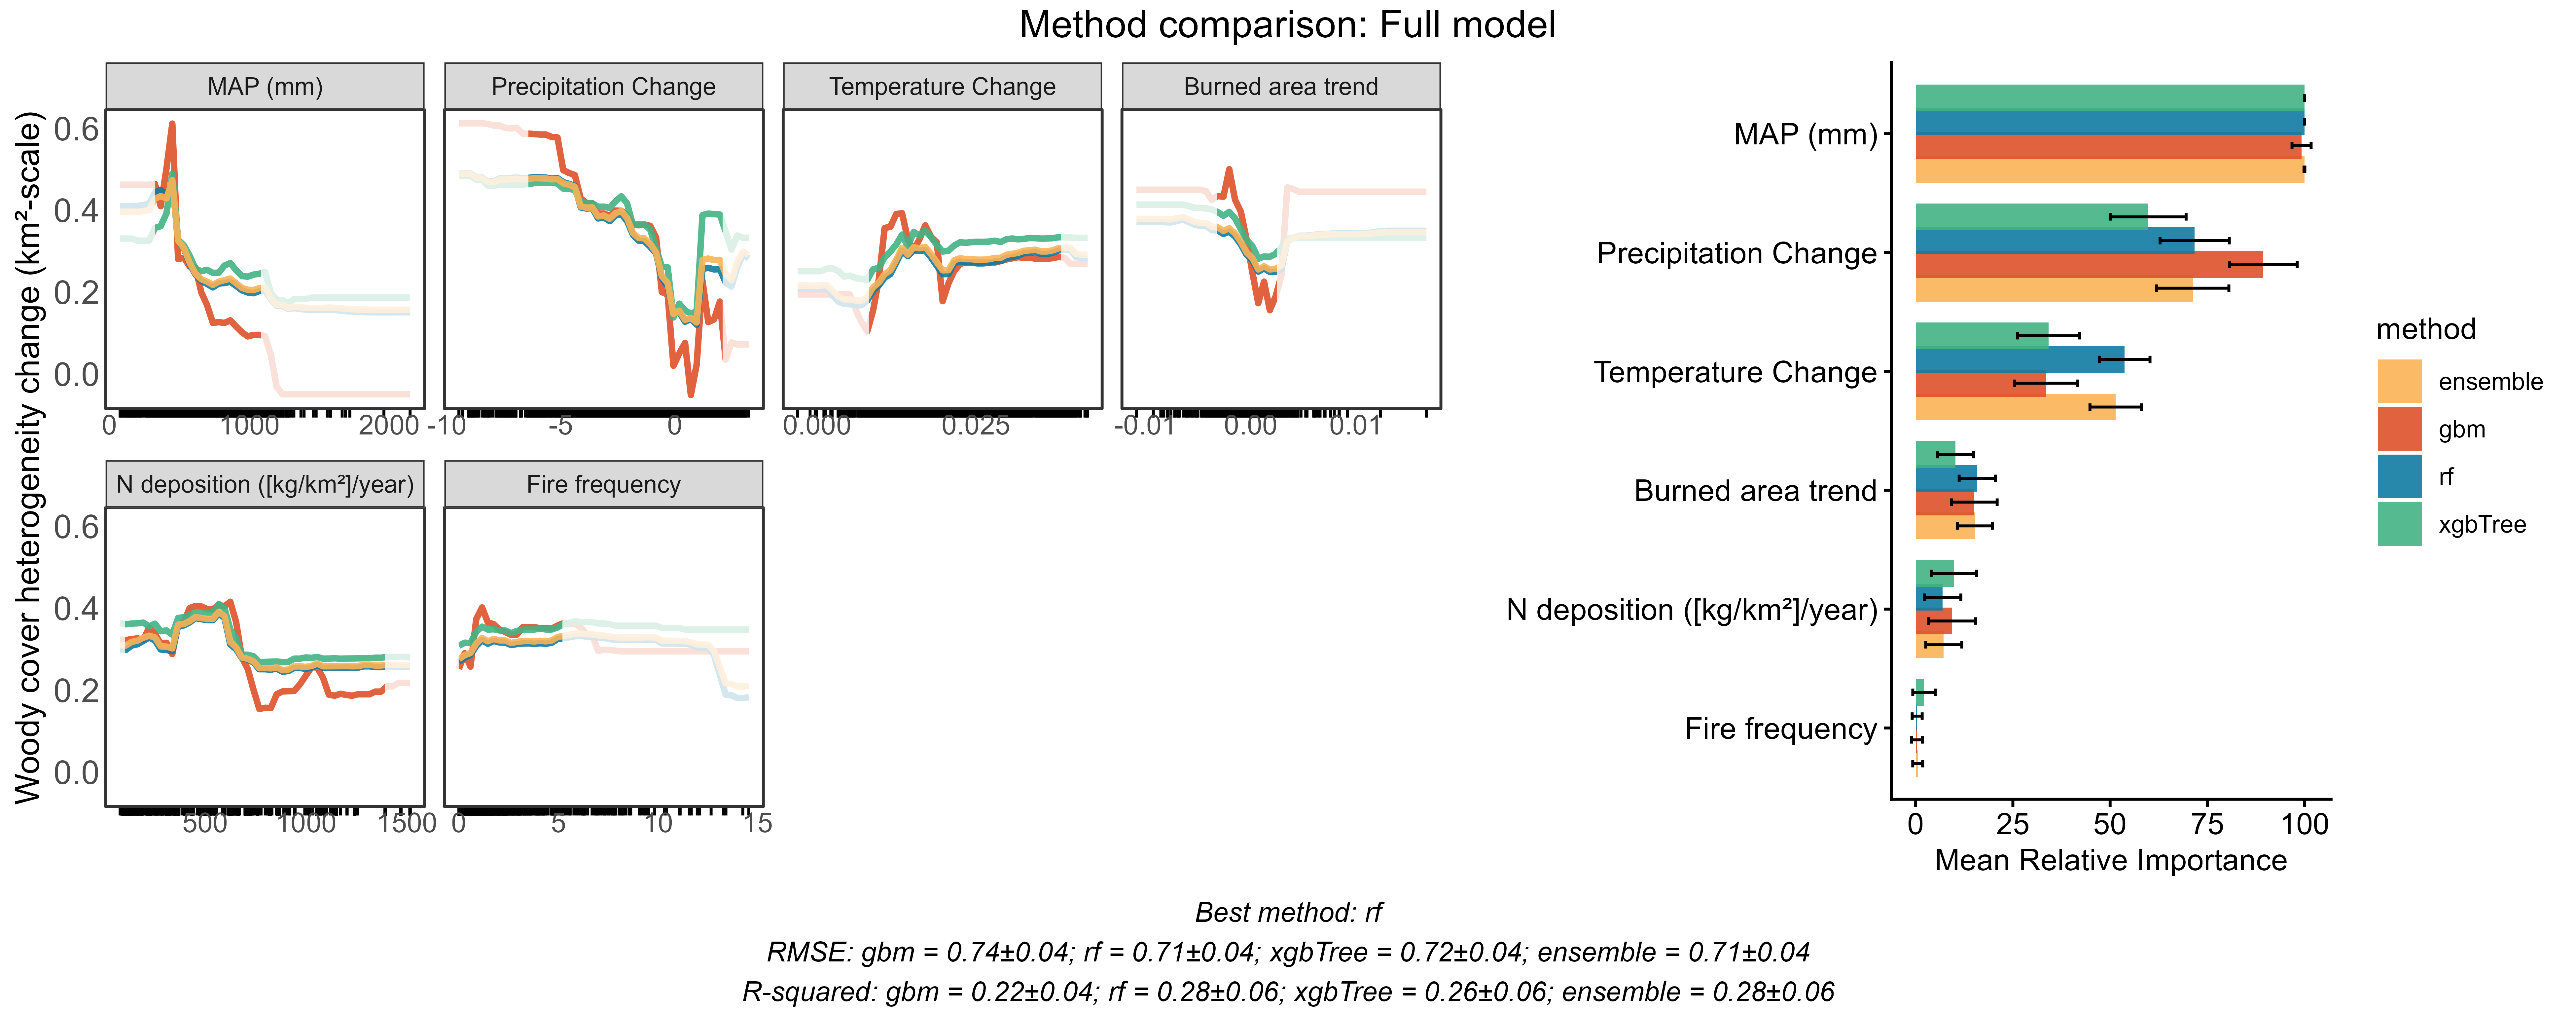 Method comparison: Full model
Woody cover heterogeneity change (km²-scale)
MAP (mm)
Precipitation Change
Temperature Change
Burned area trend
0.6
0.4
0.2
0.0
0 1000 2000
-10 -5 0
0.000 0.025
-0.01 0.00 0.01
N deposition ([kg/km²]/year)
Fire frequency
0.6
0.4
0.2
0.0
500 1000 1500
0 5 10 15
MAP (mm)
Precipitation Change
Temperature Change
Burned area trend
N deposition ([kg/km²]/year)
Fire frequency
0 25 50 75 100
Mean Relative Importance
method
ensemble
gbm
rf
xgbTree
Best method: rf
RMSE: gbm = 0.74±0.04; rf = 0.71±0.04; xgbTree = 0.72±0.04; ensemble = 0.71±0.04
R-squared: gbm = 0.22±0.04; rf = 0.28±0.06; xgbTree = 0.26±0.06; ensemble = 0.28±0.06